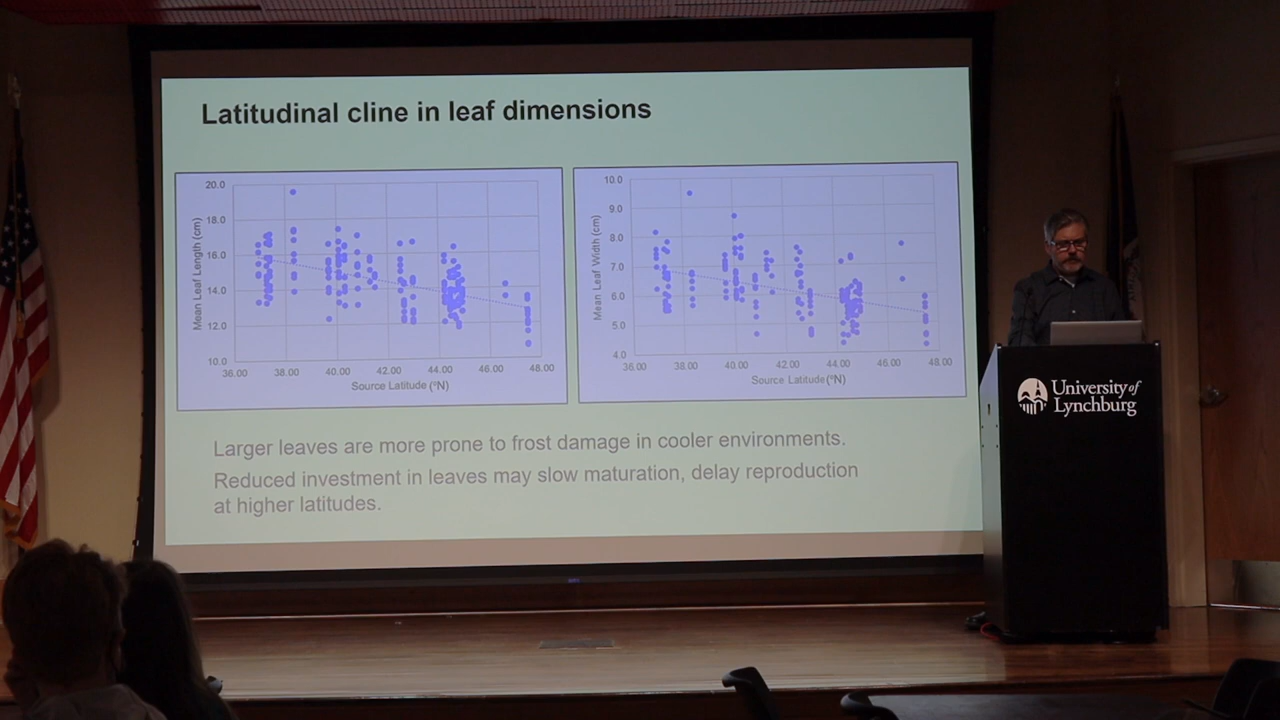 Latitudinal cline in leaf dimensions
20.0
18.0
16.0
14.0
12.0
10.0
Mean Leaf Length (cm)
36.00 38.00 40.00 42.00 44.00 46.00 48.00
Source Latitude (°N)
10.0
9.0
8.0
7.0
6.0
5.0
4.0
Mean Leaf Width (cm)
36.00 38.00 40.00 42.00 44.00 46.00 48.00
Source Latitude (°N)
Larger leaves are more prone to frost damage in cooler environments.
Reduced investment in leaves may slow maturation, delay reproduction
at higher latitudes.
University of
Lynchburg